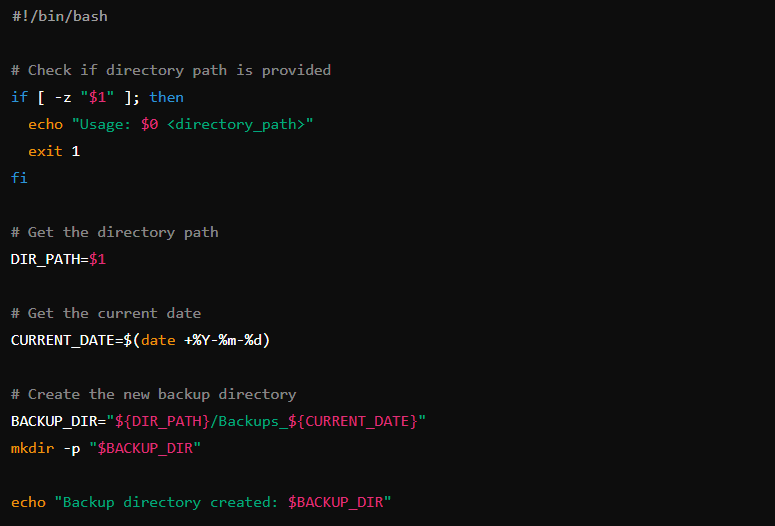 #!/bin/bash
# Check if directory path is provided
if [ -z "$1" ]; then
  echo "Usage: $0 <directory_path>"
  exit 1
fi
# Get the directory path
DIR_PATH=$1
# Get the current date
CURRENT_DATE=$(date +%Y-%m-%d)
# Create the new backup directory
BACKUP_DIR="${DIR_PATH}/Backups_${CURRENT_DATE}"
mkdir -p "$BACKUP_DIR"
echo "Backup directory created: $BACKUP_DIR"